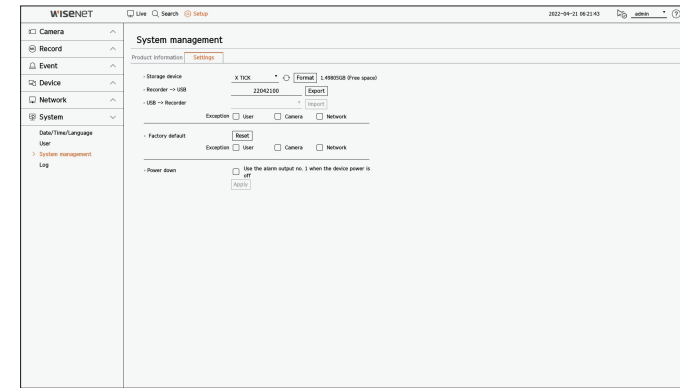 WISENET
Live Search Setup
2022-04-21 06:21:43 admin ?
Camera
Record
Event
Device
Network
System
Date/Time/Language
User
> System management
Log
System management
Product information Settings
- Storage device X TICK Format 1.49805GB (Free space)
- Recorder -> USB 22042100 Export
- USB -> Recorder Import
Exception User Camera Network
- Factory default Reset
Exception User Camera Network
- Power down Use the alarm output no. 1 when the device power is
off
Apply